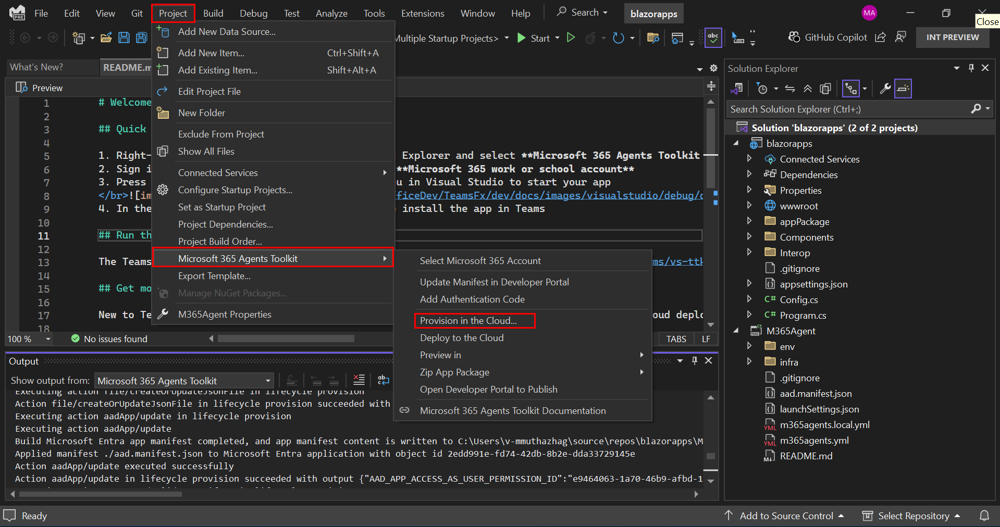 File Edit View Git Project Build Debug Test Analyze Tools Extensions Window Help Search blazorapps MA Close
PRE
Multiple Startup Projects> Start GitHub Copilot INT PREVIEW
What's New? README.m
Preview
Add New Data Source...
Add New Item... Ctrl+Shift+A
Add Existing Item... Shift+Alt+A
Edit Project File
New Folder
Exclude From Project
Show All Files
Connected Services
Configure Startup Projects...
Set as Startup Project
Project Dependencies...
Project Build Order...
Microsoft 365 Agents Toolkit
Export Template...
Manage NuGet Packages...
M365Agent Properties
Select Microsoft 365 Account
Update Manifest in Developer Portal
Add Authentication Code
Provision in the Cloud...
Deploy to the Cloud
Preview in
Zip App Package
Open Developer Portal to Publish
Microsoft 365 Agents Toolkit Documentation
1 # Welcome
2
3 ## Quick
4
5 1. Right- Explorer and select **Microsoft 365 Agents Toolkit
6 2. Sign i **Microsoft 365 work or school account**
7 3. Press u in Visual Studio to start your app
8 </br>![im ficeDev/TeamsFx/dev/docs/images/visualstudio/debug/
9 4. In the install the app in Teams
10
11 ## Run th
12
13 The Teams ms/vs-ttk
14
15 ## Get mo
16
17 New to Te oud deplo
18
100 % No issues found TABS LF
Output
Show output from: Microsoft 365 Agents Toolkit
Executing action file/createOrUpdateJsonFile in lifecycle provision
Action file/createOrUpdateJsonFile in lifecycle provision succeeded with
Executing action aadApp/update in lifecycle provision
Executing action aadApp/update
Build Microsoft Entra app manifest completed, and app manifest content is written to C:\Users\v-mmuthazhag\source\repos\blazorapps\M
Applied manifest ./aad.manifest.json to Microsoft Entra application with object id 2edd991e-fd74-42db-8b2e-dda33729145e
Action aadApp/update executed successfully
Action aadApp/update in lifecycle provision succeeded with output {"AAD_APP_ACCESS_AS_USER_PERMISSION_ID":"e9464063-1a70-46b9-afbd-1
Solution Explorer
Search Solution Explorer (Ctrl+;)
Solution 'blazorapps' (2 of 2 projects)
blazorapps
Connected Services
Dependencies
Properties
wwwroot
appPackage
Components
Interop
.gitignore
appsettings.json
C# Config.cs
C# Program.cs
M365Agent
env
infra
.gitignore
aad.manifest.json
launchSettings.json
YML m365agents.local.yml
YML m365agents.yml
README.md
Ready Add to Source Control Select Repository